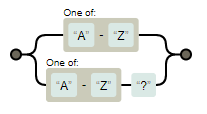 One of:
“A” - “Z”
One of:
“A” - “Z” “?”